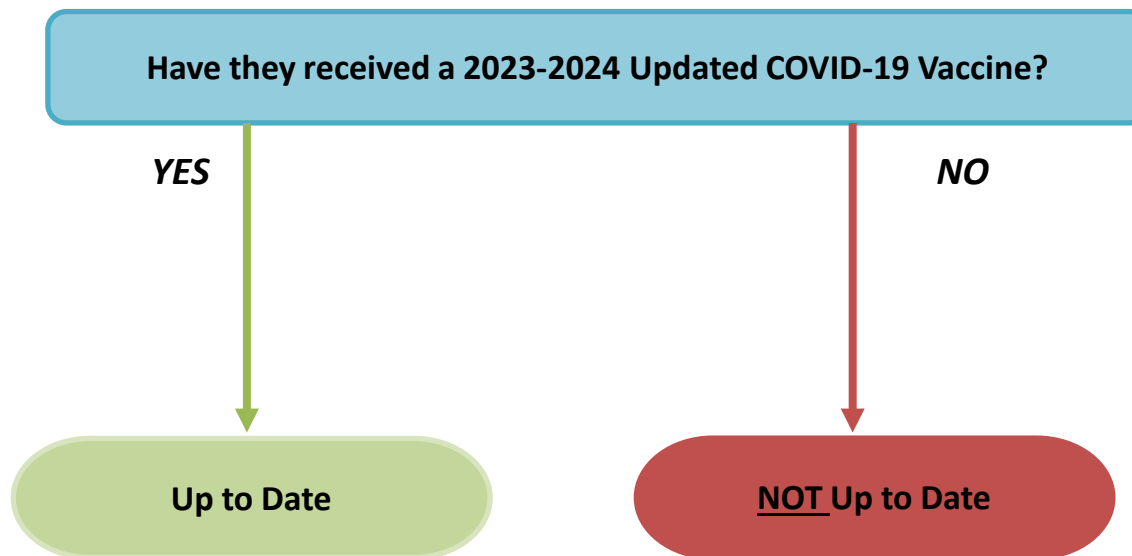 Have they received a 2023-2024 Updated COVID-19 Vaccine?
YES
NO
Up to Date
NOT Up to Date